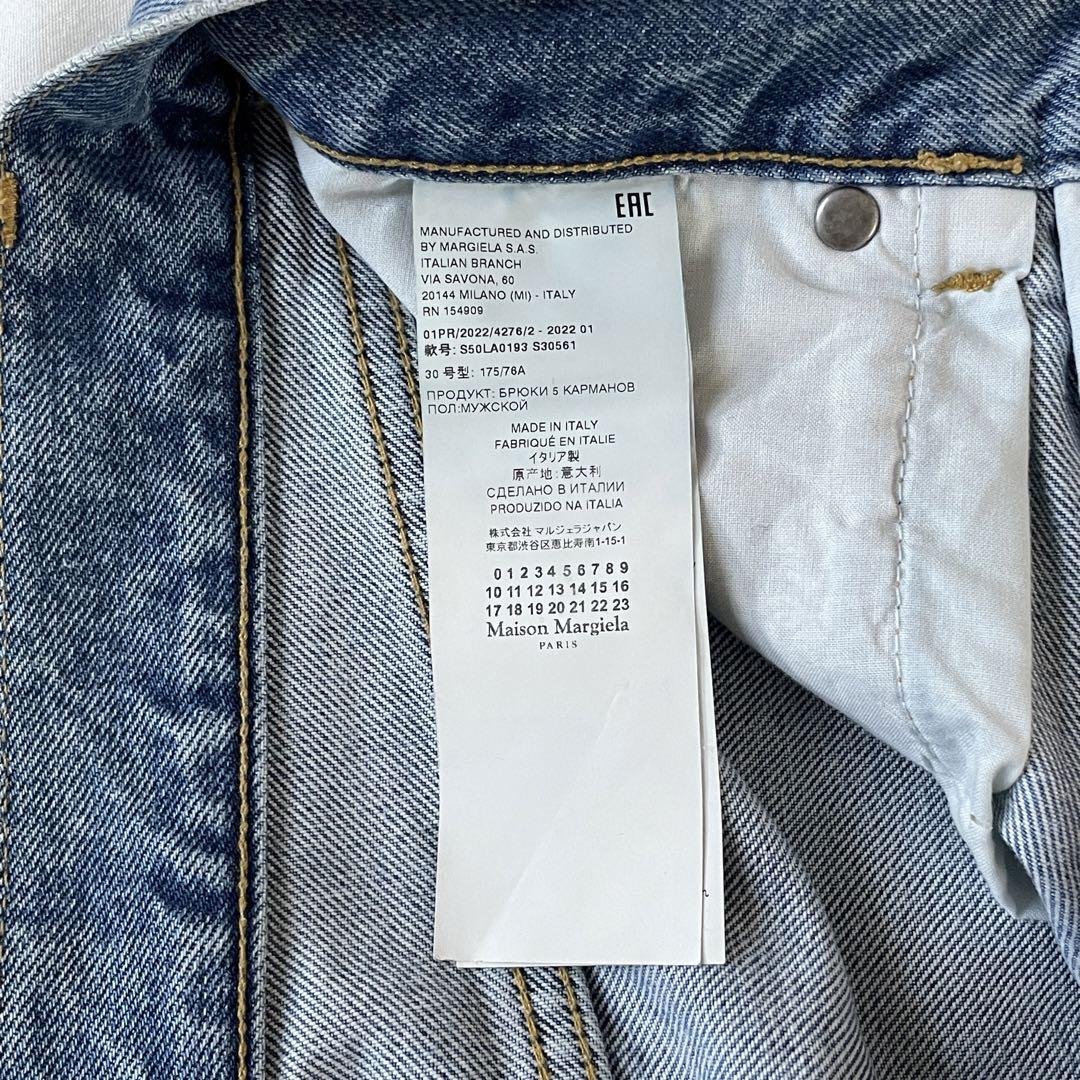 EAC
MANUFACTURED AND DISTRIBUTED
BY MARGIELA S.A.S.
ITALIAN BRANCH
VIA SAVONA, 60
20144 MILANO (MI) - ITALY
RN 154909
01PR/2022/4276/2 - 2022 01
款号: S50LA0193 S30561
30 号型: 175/76A
ПРОДУКТ: БРЮКИ 5 КАРМАНОВ
ПОЛ:МУЖСКОЙ
MADE IN ITALY
FABRIQUÉ EN ITALIE
イタリア製
原产地:意大利
СДЕЛАНО В ИТАЛИИ
PRODUZIDO NA ITALIA
株式会社 マルジェラジャパン
東京都渋谷区恵比寿南1-15-1
0 1 2 3 4 5 6 7 8 9
10 11 12 13 14 15 16
17 18 19 20 21 22 23
Maison Margiela
PARIS